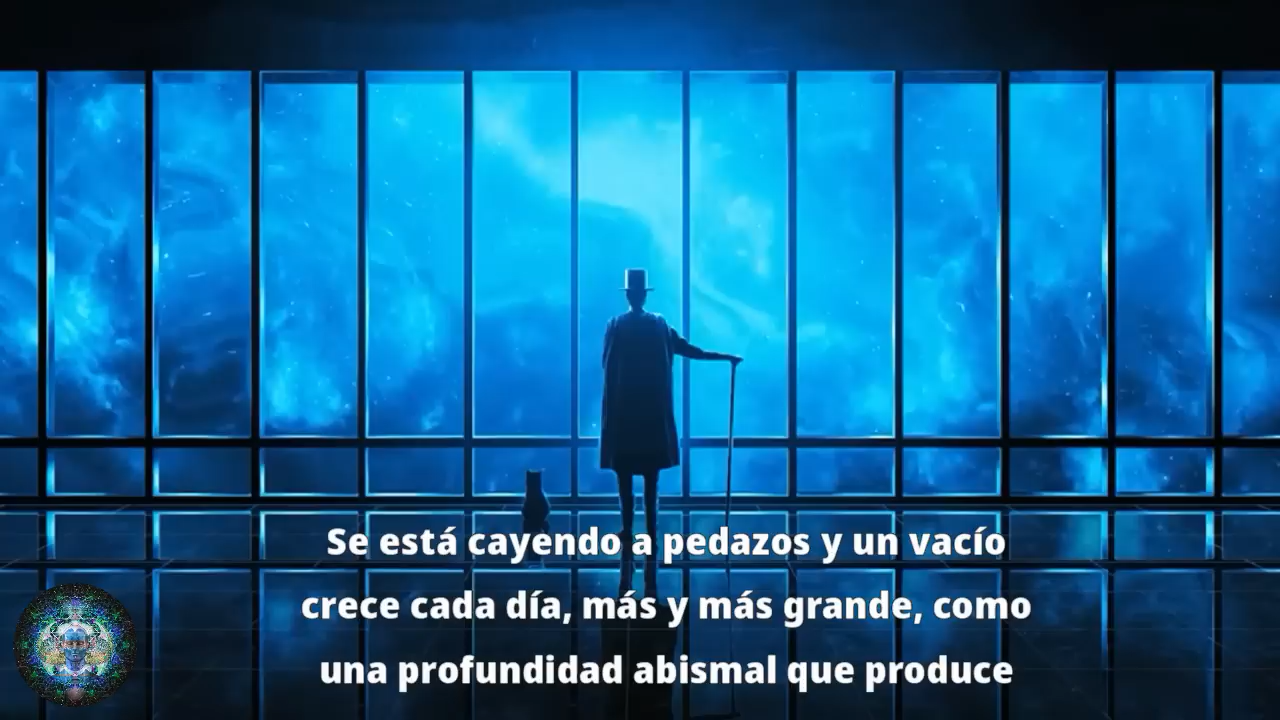 Se está cayendo a pedazos y un vacío
crece cada día, más y más grande, como
una profundidad abismal que produce